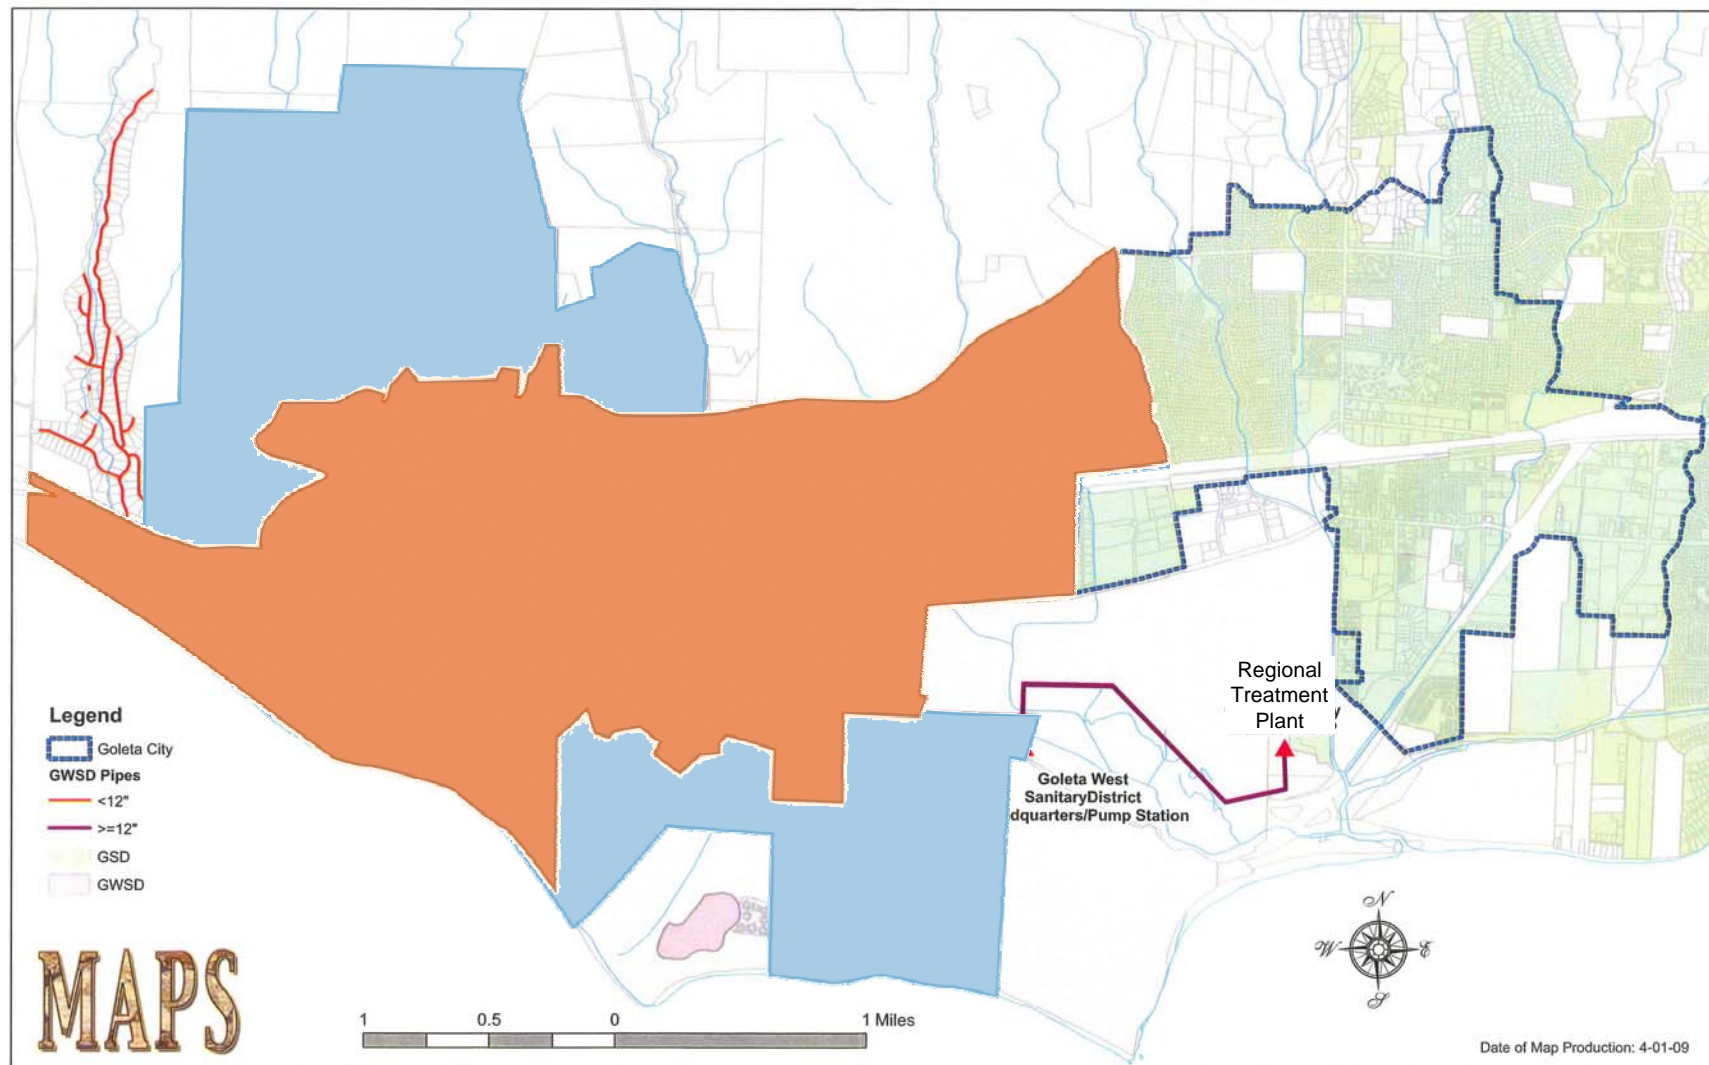 Regional
Treatment
Plant
Goleta West
SanitaryDistrict
dquarters/Pump Station
Legend
Goleta City
GWSD Pipes
<12"
>=12"
GSD
GWSD
MAPS
1 0.5 0 1 Miles
N
W E
S
Date of Map Production: 4-01-09